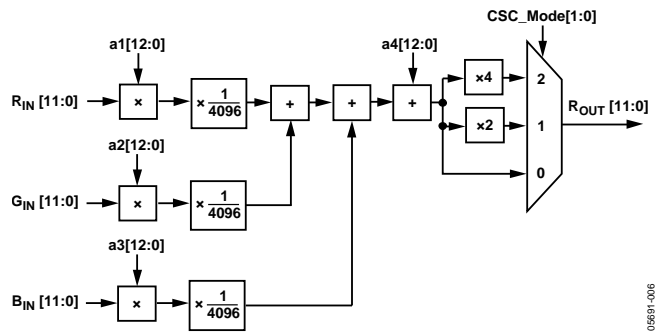 CSC_Mode[1:0]
a1[12:0]
a4[12:0]
R_IN [11:0]
×
× 1/4096
+
+
+
×4
2
×2
1
R_OUT [11:0]
0
a2[12:0]
G_IN [11:0]
×
× 1/4096
a3[12:0]
B_IN [11:0]
×
× 1/4096
05691-006